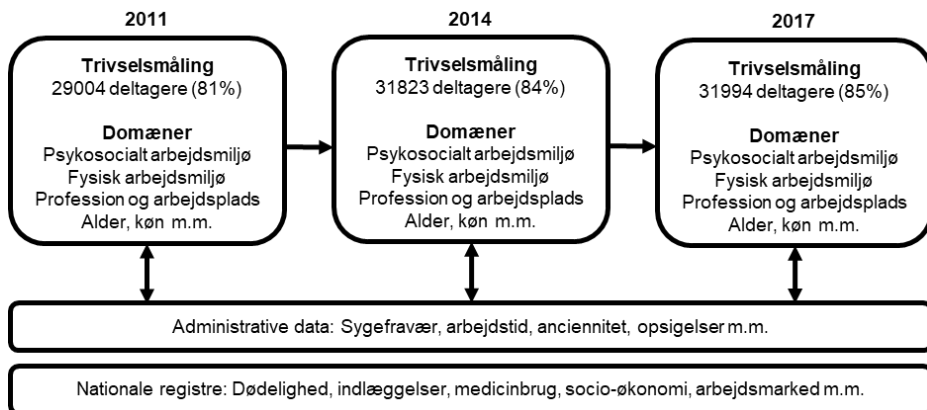 2011
Trivselsmåling
29004 deltagere (81%)
Domæner
Psykosocialt arbejdsmiljø
Fysisk arbejdsmiljø
Profession og arbejdsplads
Alder, køn m.m.
2014
Trivselsmåling
31823 deltagere (84%)
Domæner
Psykosocialt arbejdsmiljø
Fysisk arbejdsmiljø
Profession og arbejdsplads
Alder, køn m.m.
2017
Trivselsmåling
31994 deltagere (85%)
Domæner
Psykosocialt arbejdsmiljø
Fysisk arbejdsmiljø
Profession og arbejdsplads
Alder, køn m.m.
Administrative data: Sygefravær, arbejdstid, anciennitet, opsigelser m.m.
Nationale registre: Dødelighed, indlæggelser, medicinbrug, socio-økonomi, arbejdsmarked m.m.